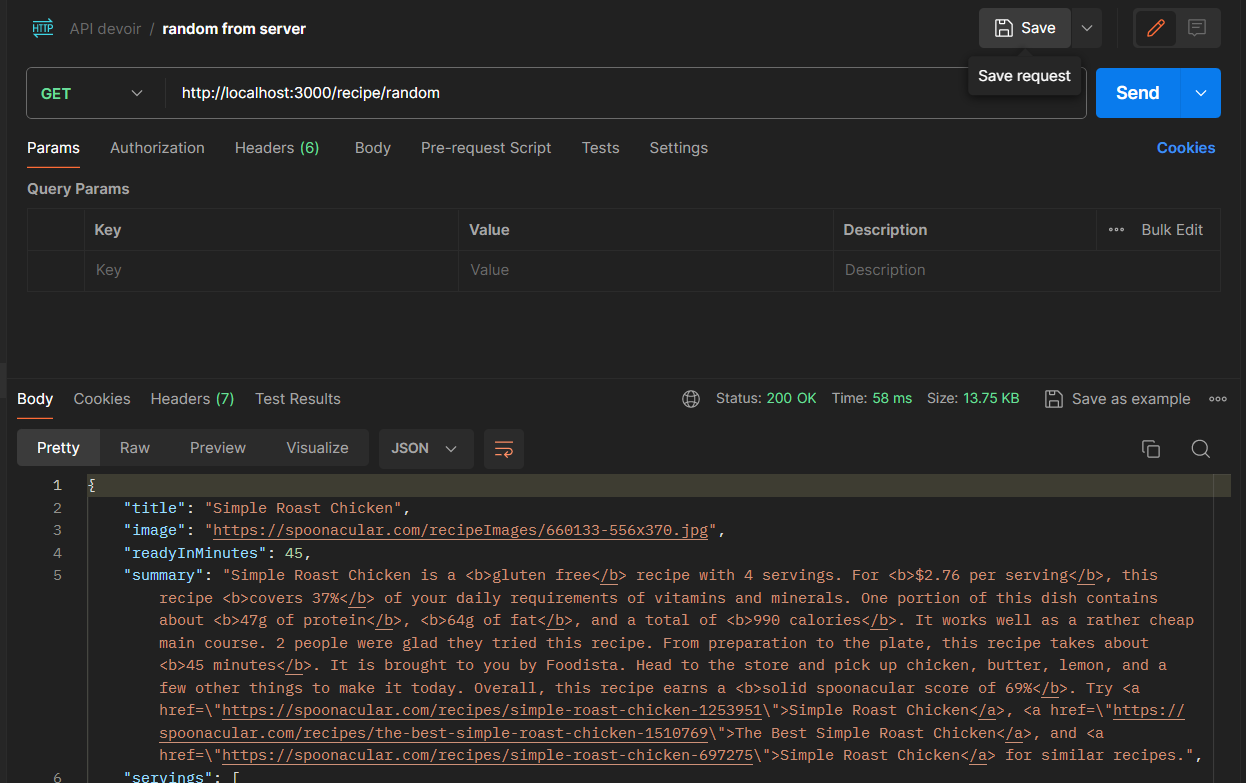 HTTP API devoir / random from server Save
Save request
GET http://localhost:3000/recipe/random Send
Params Authorization Headers (6) Body Pre-request Script Tests Settings Cookies
Query Params
Key Value Description Bulk Edit
Key Value Description
Body Cookies Headers (7) Test Results Status: 200 OK Time: 58 ms Size: 13.75 KB Save as example
Pretty Raw Preview Visualize JSON
1 {
2 "title": "Simple Roast Chicken",
3 "image": "https://spoonacular.com/recipeImages/660133-556x370.jpg",
4 "readyInMinutes": 45,
5 "summary": "Simple Roast Chicken is a <b>gluten free</b> recipe with 4 servings. For <b>$2.76 per serving</b>, this
recipe <b>covers 37%</b> of your daily requirements of vitamins and minerals. One portion of this dish contains
about <b>47g of protein</b>, <b>64g of fat</b>, and a total of <b>990 calories</b>. It works well as a rather cheap
main course. 2 people were glad they tried this recipe. From preparation to the plate, this recipe takes about
<b>45 minutes</b>. It is brought to you by Foodista. Head to the store and pick up chicken, butter, lemon, and a
few other things to make it today. Overall, this recipe earns a <b>solid spoonacular score of 69%</b>. Try <a
href=\"https://spoonacular.com/recipes/simple-roast-chicken-1253951\">Simple Roast Chicken</a>, <a href=\"https://
spoonacular.com/recipes/the-best-simple-roast-chicken-1510769\">The Best Simple Roast Chicken</a>, and <a
href=\"https://spoonacular.com/recipes/simple-roast-chicken-697275\">Simple Roast Chicken</a> for similar recipes.",
6 "servings": [